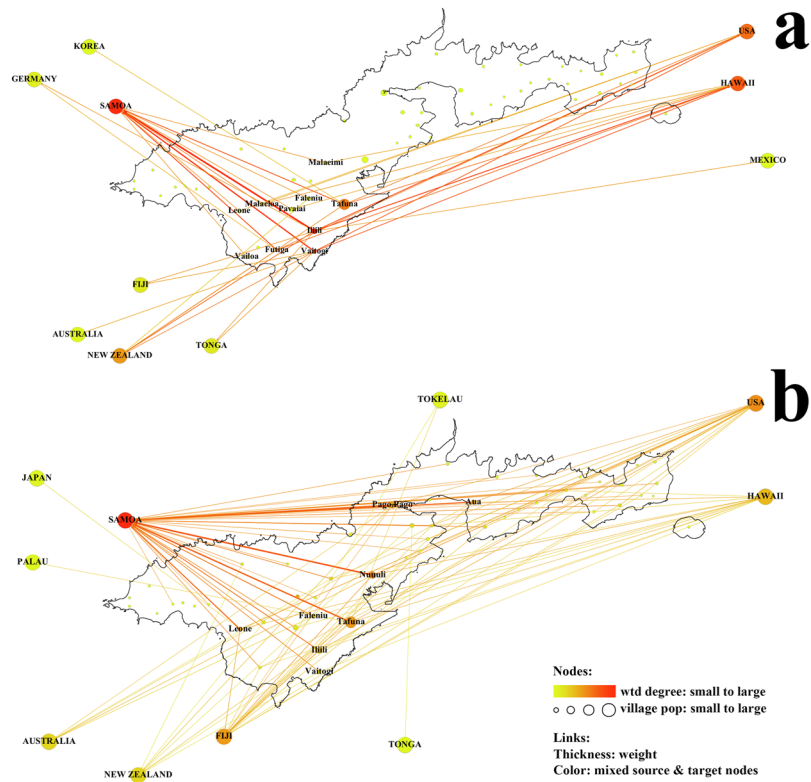 a
USA
KOREA
GERMANY
HAWAII
SAMOA
MEXICO
Malaeimi
Malaeloa
Faleniu
Tafuna
Pavaiai
Leone
Iliili
Futiga
Vaitogi
Vailoa
FIJI
AUSTRALIA
NEW ZEALAND
TONGA
b
TOKELAU
USA
JAPAN
HAWAII
Pago Pago
Aua
SAMOA
PALAU
Nuuuli
Faleniu
Tafuna
Leone
Iliili
Vaitogi
Nodes:
wtd degree: small to large
village pop: small to large
FIJI
AUSTRALIA
TONGA
Links:
Thickness: weight
NEW ZEALAND
Color: mixed source & target nodes